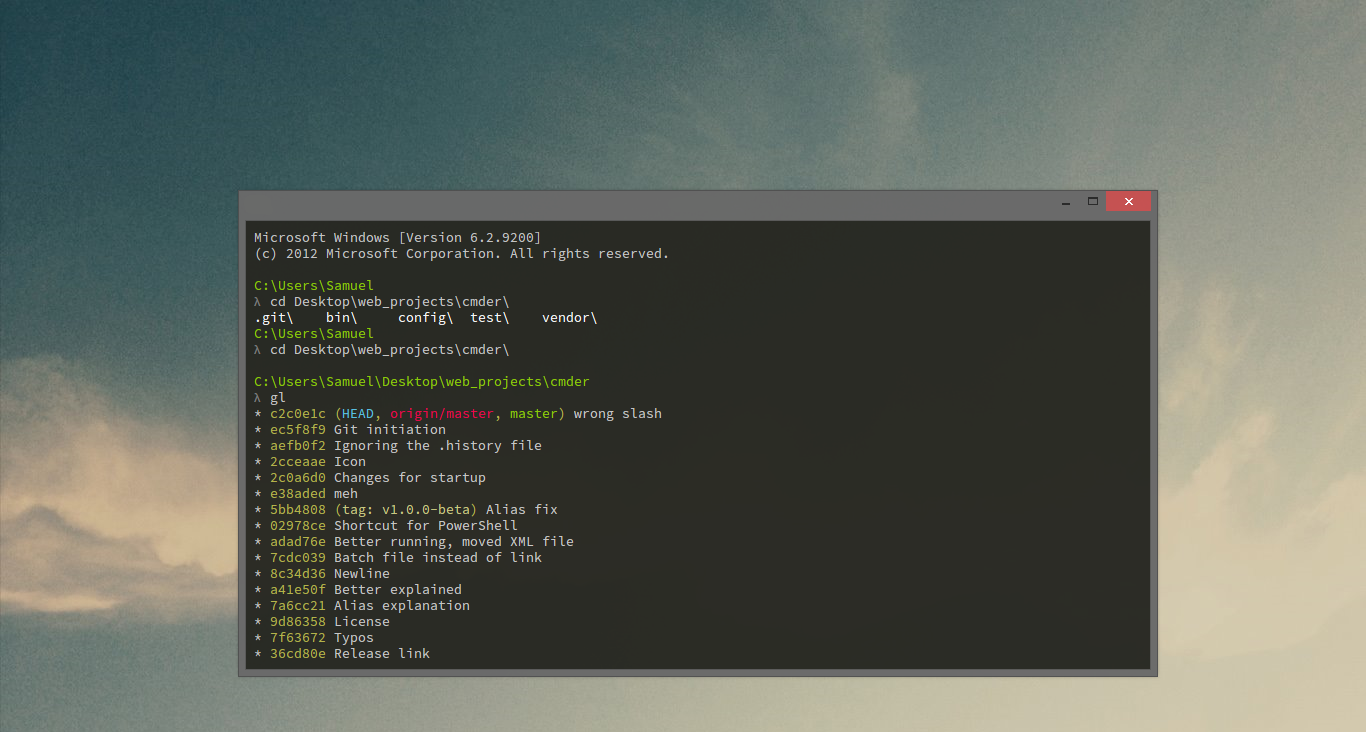 Microsoft Windows [Version 6.2.9200]
(c) 2012 Microsoft Corporation. All rights reserved.
C:\Users\Samuel
λ cd Desktop\web_projects\cmder\
.git\    bin\     config\  test\    vendor\
C:\Users\Samuel
λ cd Desktop\web_projects\cmder\
C:\Users\Samuel\Desktop\web_projects\cmder
λ gl
* c2c0e1c (HEAD, origin/master, master) wrong slash
* ec5f8f9 Git initiation
* aefb0f2 Ignoring the .history file
* 2cceaae Icon
* 2c0a6d0 Changes for startup
* e38aded meh
* 5bb4808 (tag: v1.0.0-beta) Alias fix
* 02978ce Shortcut for PowerShell
* adad76e Better running, moved XML file
* 7cdc039 Batch file instead of link
* 8c34d36 Newline
* a41e50f Better explained
* 7a6cc21 Alias explanation
* 9d86358 License
* 7f63672 Typos
* 36cd80e Release link